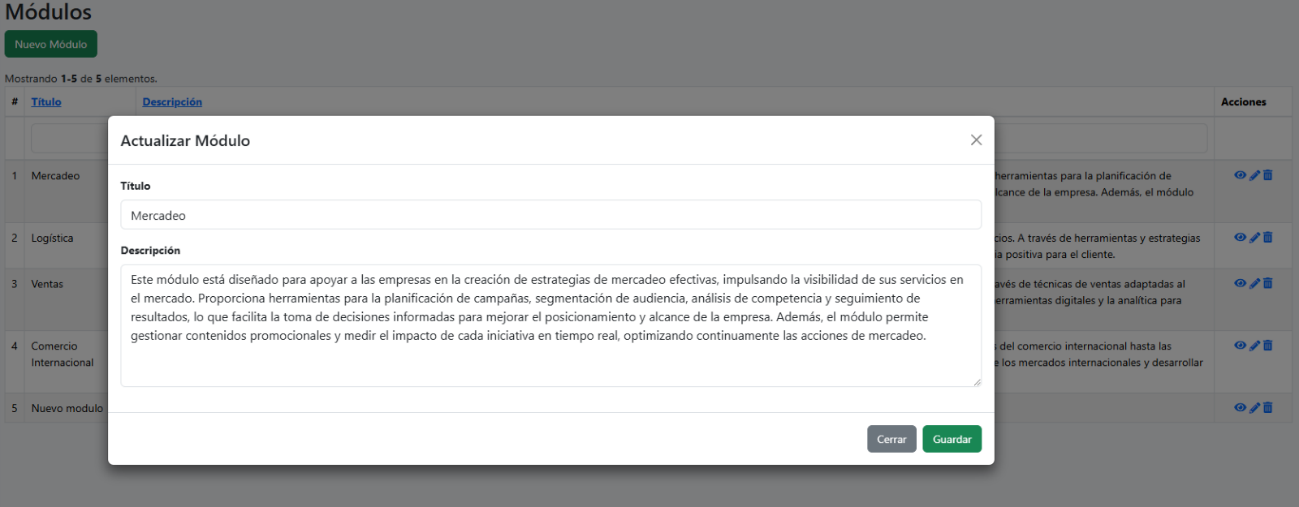 Módulos
Nuevo Módulo
Mostrando 1-5 de 5 elementos.
# Título Descripción Acciones
Actualizar Módulo
Título
Mercadeo
Descripción
Este módulo está diseñado para apoyar a las empresas en la creación de estrategias de mercadeo efectivas, impulsando la visibilidad de sus servicios en
el mercado. Proporciona herramientas para la planificación de campañas, segmentación de audiencia, análisis de competencia y seguimiento de
resultados, lo que facilita la toma de decisiones informadas para mejorar el posicionamiento y alcance de la empresa. Además, el módulo permite
gestionar contenidos promocionales y medir el impacto de cada iniciativa en tiempo real, optimizando continuamente las acciones de mercadeo.
Cerrar Guardar
1 Mercadeo herramientas para la planificación de
lcance de la empresa. Además, el módulo
2 Logística cios. A través de herramientas y estrategias
ia positiva para el cliente.
3 Ventas avés de técnicas de ventas adaptadas al
erramientas digitales y la analítica para
4 Comercio del comercio internacional hasta las
Internacional e los mercados internacionales y desarrollar
5 Nuevo modulo